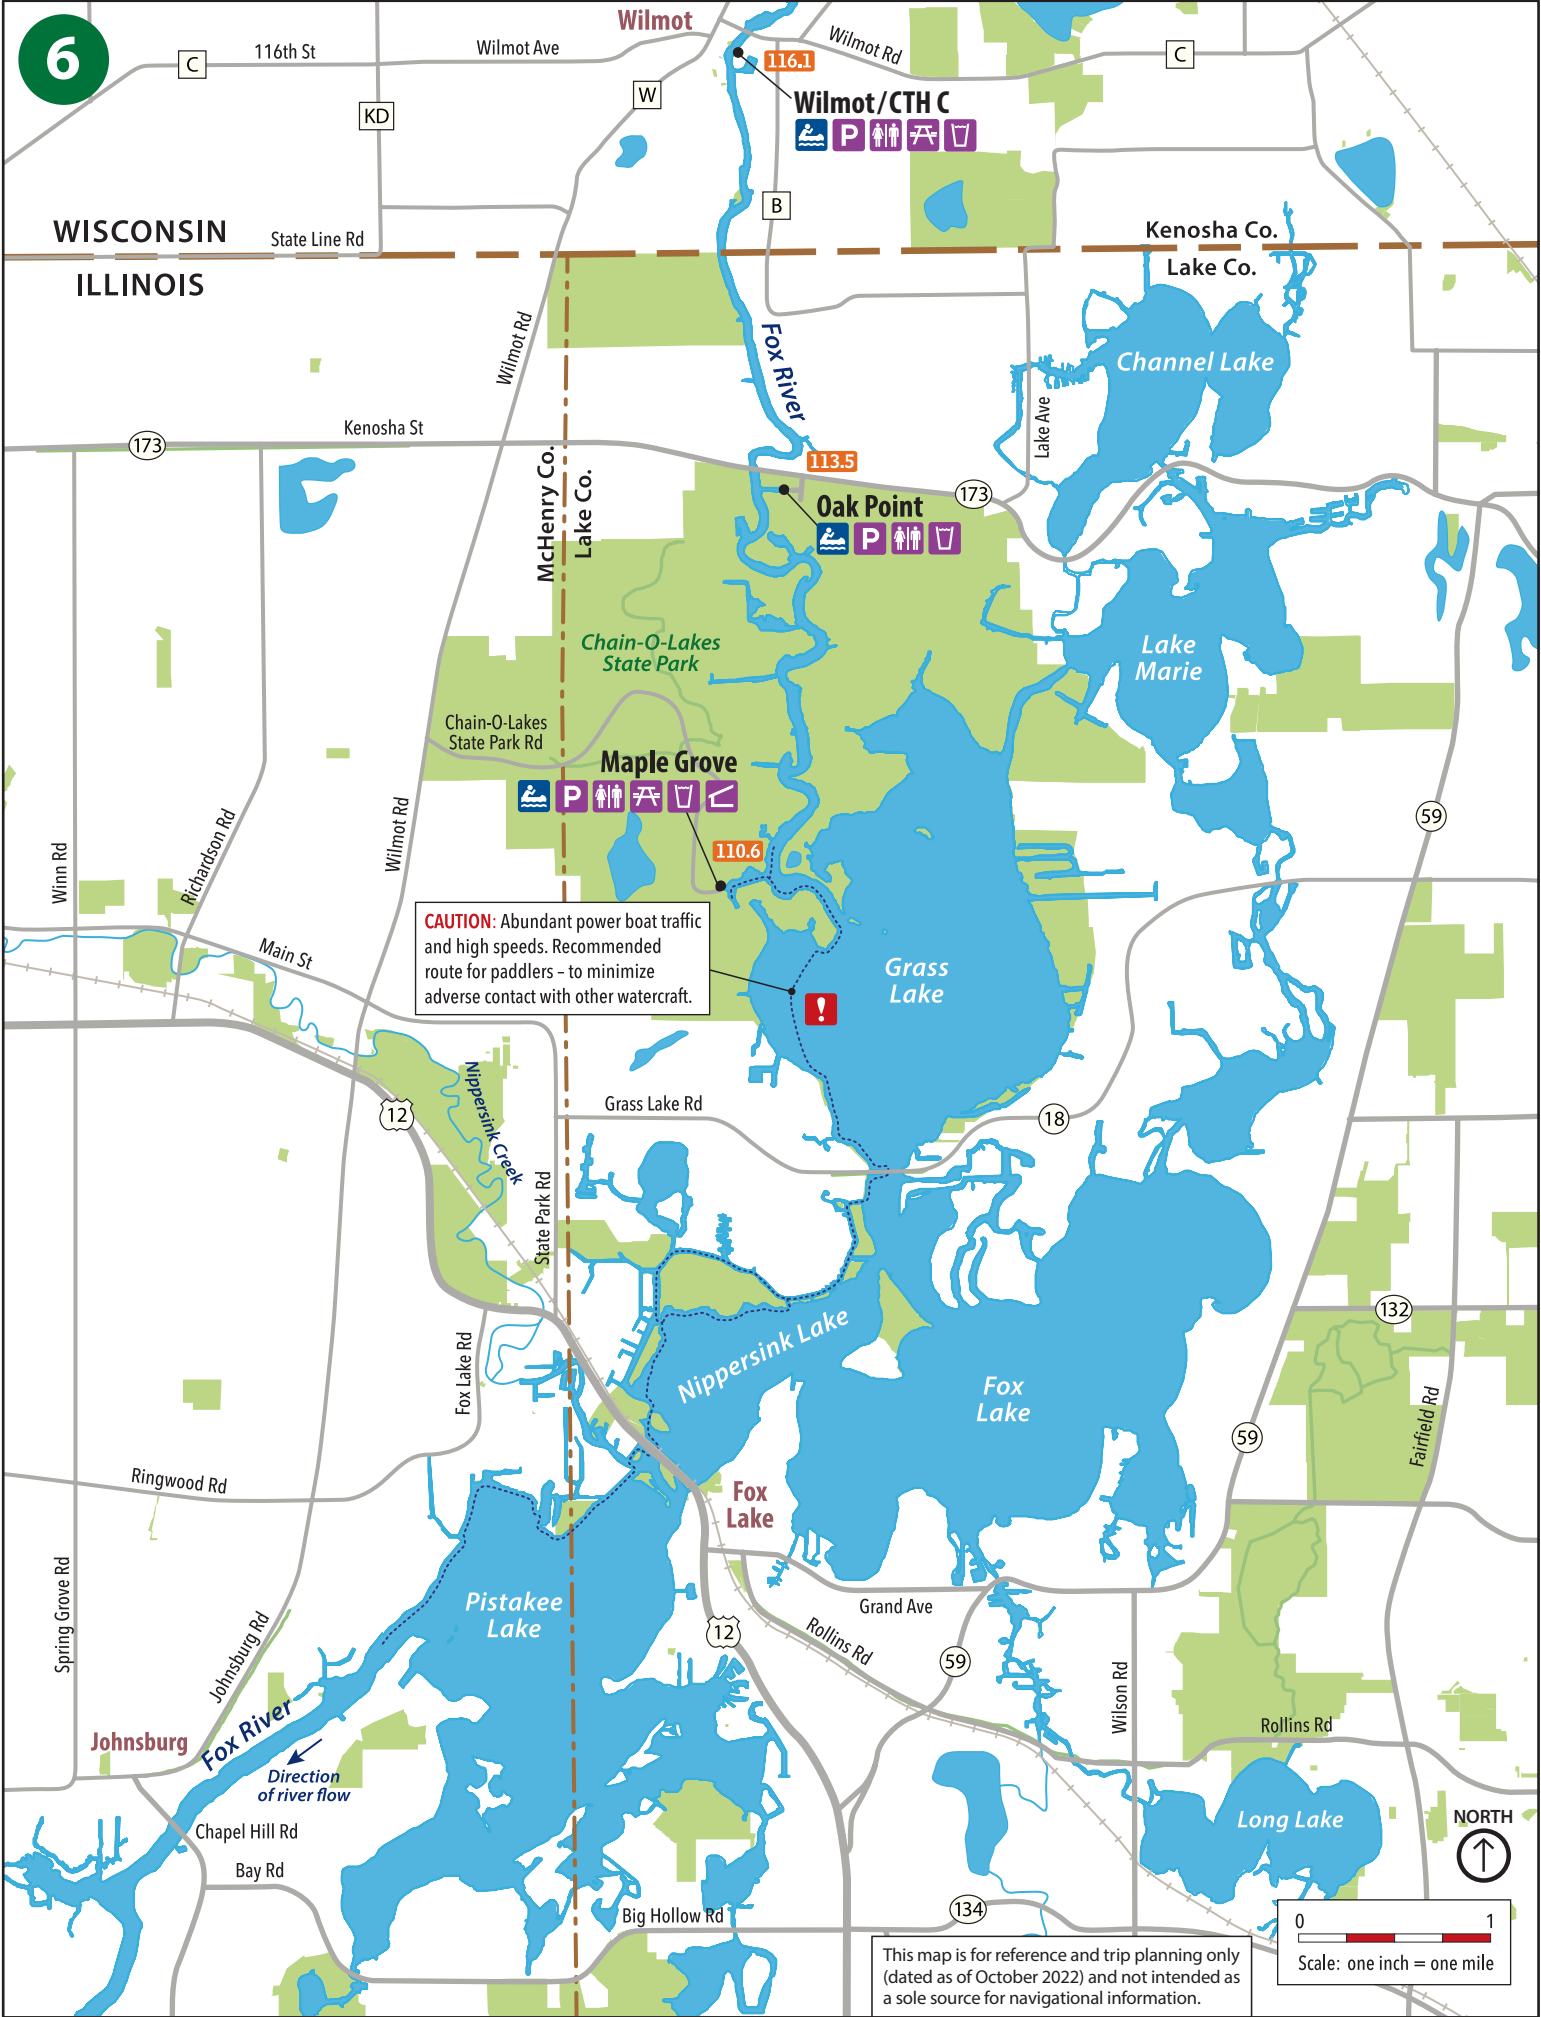 6
Wilmot
C
116th St
Wilmot Ave
Wilmot Rd
C
116.1
W
KD
Wilmot/CTH C
P
B
WISCONSIN
State Line Rd
Kenosha Co.
ILLINOIS
Lake Co.
Wilmot Rd
Fox River
Channel Lake
Lake Ave
173
Kenosha St
113.5
McHenry Co.
Lake Co.
173
Oak Point
P
Chain-O-Lakes
State Park
Lake
Marie
Chain-O-Lakes
State Park Rd
Maple Grove
P
59
Winn Rd
Richardson Rd
Wilmot Rd
110.6
CAUTION: Abundant power boat traffic
and high speeds. Recommended
route for paddlers – to minimize
adverse contact with other watercraft.
Main St
Grass
Lake
!
Nippersink Creek
12
Grass Lake Rd
18
State Park Rd
132
Nippersink Lake
Fox Lake Rd
Fox
Lake
Fairfield Rd
59
Ringwood Rd
Fox
Lake
Spring Grove Rd
Pistakee
Lake
Grand Ave
Johnsburg Rd
12
Rollins Rd
59
Wilson Rd
Rollins Rd
Johnsburg
Fox River
Direction
of river flow
Long Lake
NORTH
Chapel Hill Rd
Bay Rd
Big Hollow Rd
134
0 1
Scale: one inch = one mile
This map is for reference and trip planning only
(dated as of October 2022) and not intended as
a sole source for navigational information.